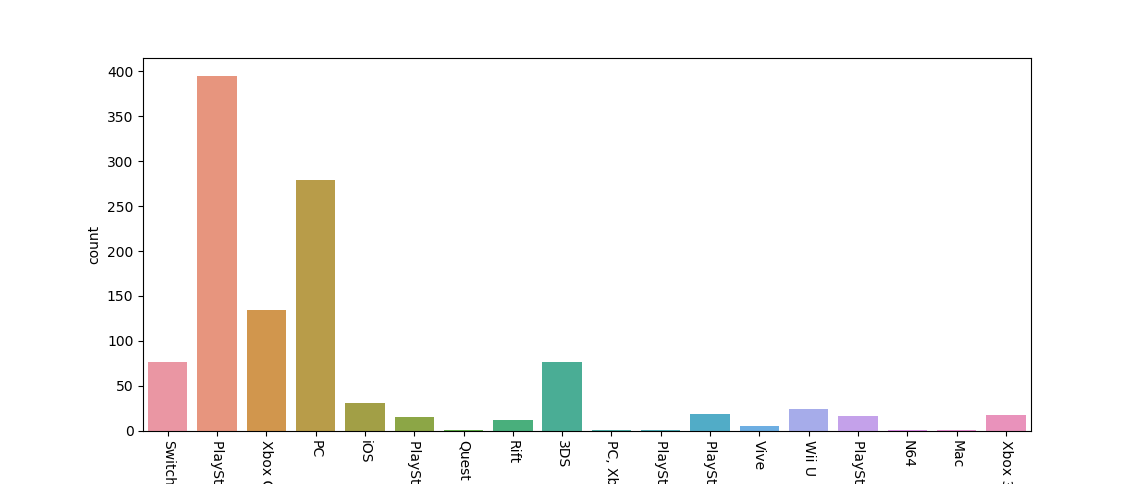 400
350
300
250
200
150
100
50
0
count
Switch
PlaySt
Xbox
PC
iOS
PlaySt
Quest
Rift
3DS
PC, Xb
PlaySt
PlaySt
Vive
Wii U
PlaySt
N64
Mac
Xbox